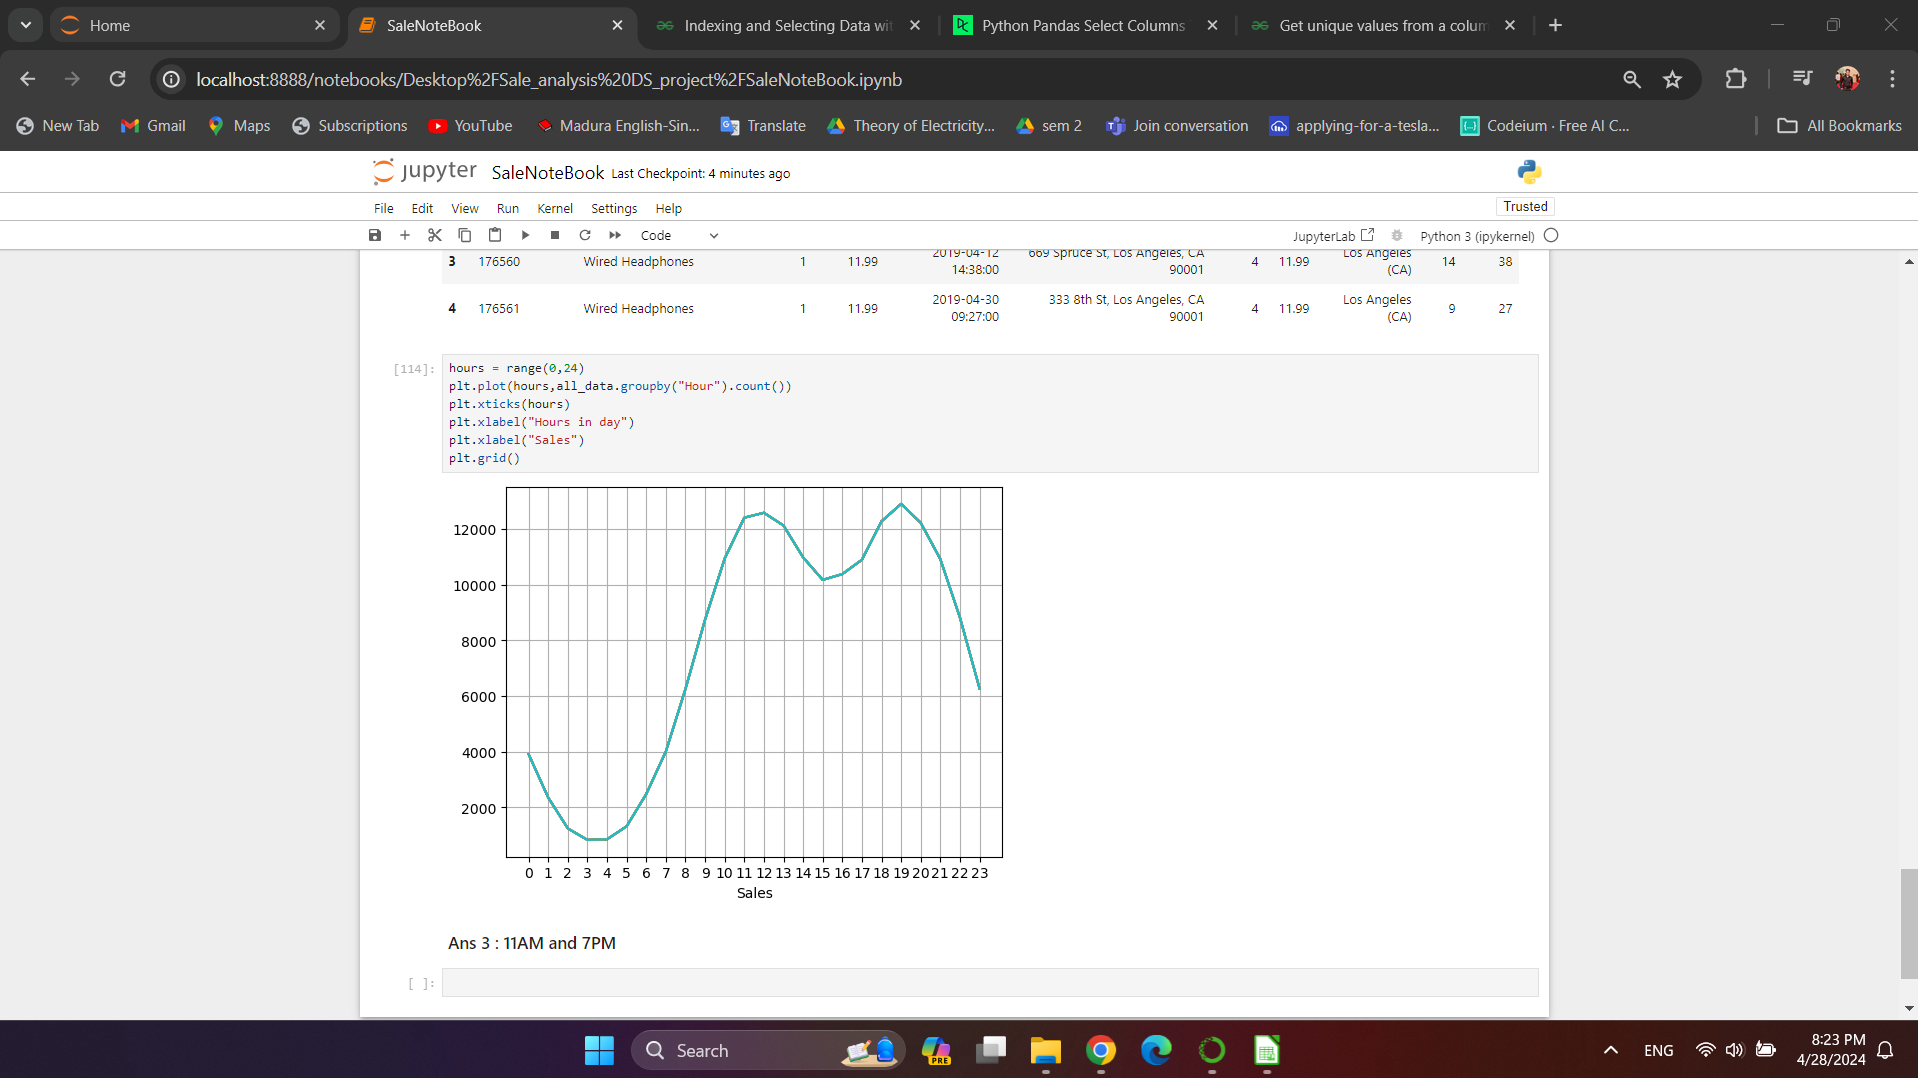 Home
SaleNoteBook
Indexing and Selecting Data wit
Python Pandas Select Columns
Get unique values from a colum
localhost:8888/notebooks/Desktop%2FSale_analysis%20DS_project%2FSaleNoteBook.ipynb
New Tab Gmail Maps Subscriptions YouTube Madura English-Sin... Translate Theory of Electricity,... sem 2 Join conversation applying-for-a-tesla... Codeium · Free AI C... All Bookmarks
jupyter SaleNoteBook Last Checkpoint: 4 minutes ago
File Edit View Run Kernel Settings Help Trusted
Code JupyterLab Python 3 (ipykernel)
3 176560 Wired Headphones 1 11.99 2019-04-12 14:38:00 669 Spruce St, Los Angeles, CA 90001 4 11.99 Los Angeles (CA) 14 38
4 176561 Wired Headphones 1 11.99 2019-04-30 09:27:00 333 8th St, Los Angeles, CA 90001 4 11.99 Los Angeles (CA) 9 27
[114]:
hours = range(0,24)
plt.plot(hours,all_data.groupby("Hour").count())
plt.xticks(hours)
plt.xlabel("Hours in day")
plt.xlabel("Sales")
plt.grid()
12000
10000
8000
6000
4000
2000
0 1 2 3 4 5 6 7 8 9 10 11 12 13 14 15 16 17 18 19 20 21 22 23
Sales
Ans 3 : 11AM and 7PM
[ ]:
Search
PRE
ENG
8:23 PM
4/28/2024